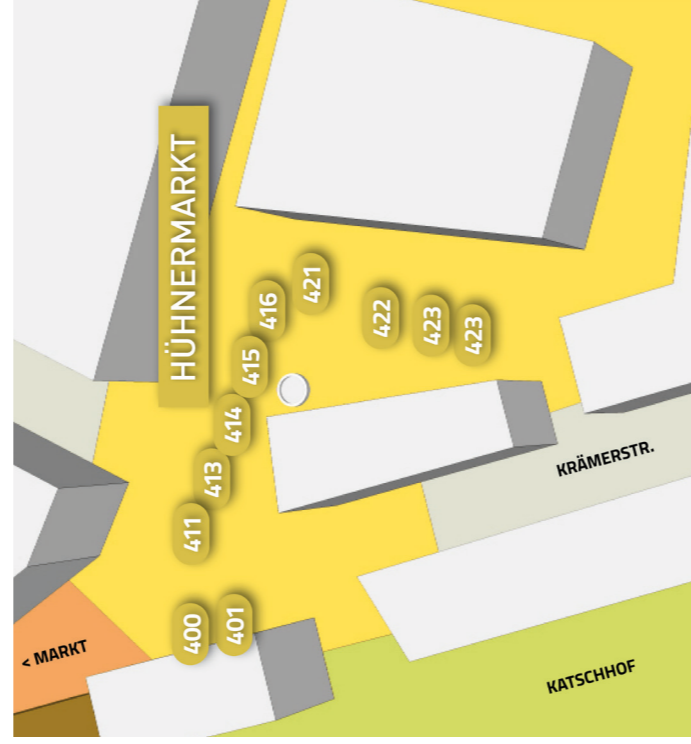 HÜHNERMARKT
421
416
422
423
423
415
414
413
411
400
401
KRÄMERSTR.
< MARKT
KATSCHHOF